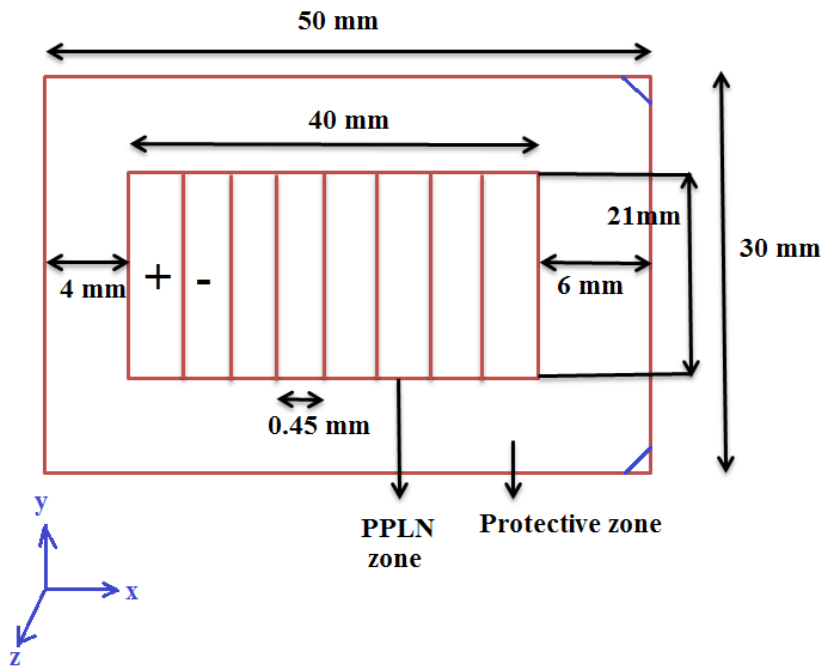 50 mm
40 mm
21mm
30 mm
4 mm
+ -
6 mm
0.45 mm
PPLN
zone
Protective zone
y
x
z